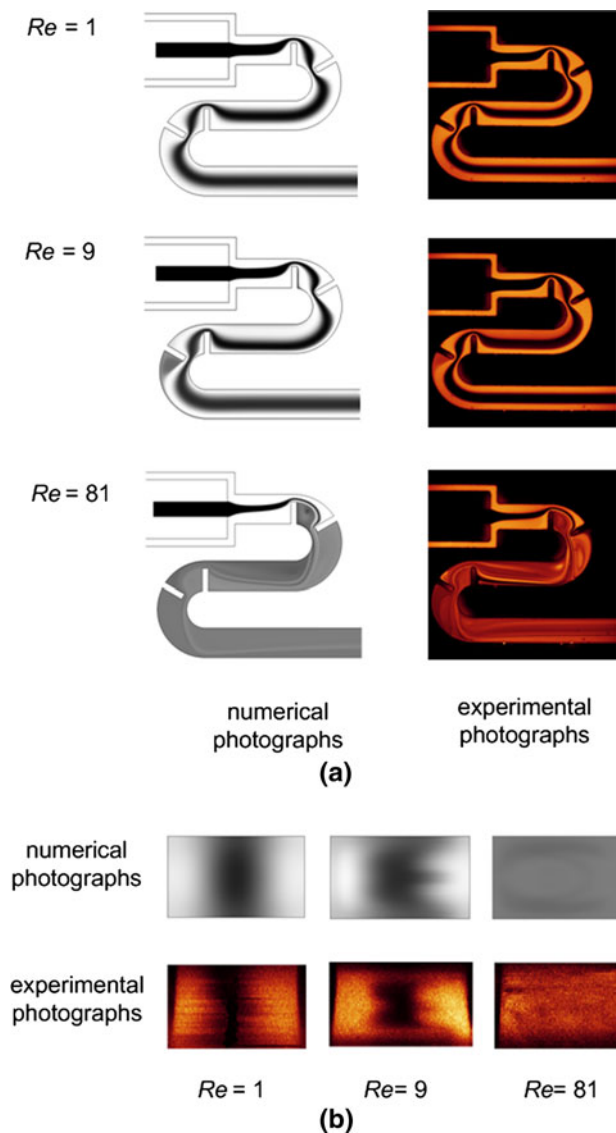 Re = 1
Re = 9
Re = 81
numerical
photographs
experimental
photographs
(a)
numerical
photographs
experimental
photographs
Re = 1
Re= 9
Re= 81
(b)